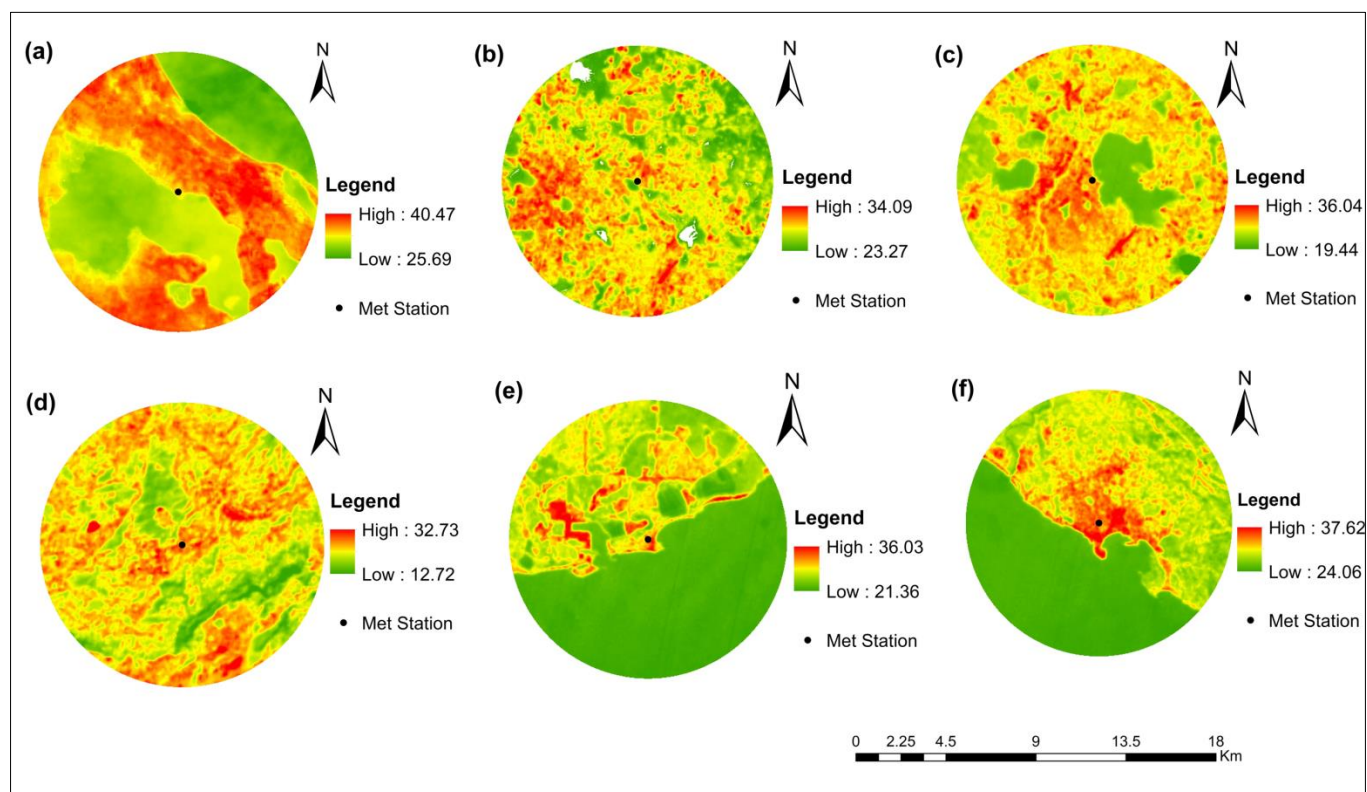 (a)
N
Legend
High : 40.47
Low : 25.69
Met Station
(b)
N
Legend
High : 34.09
Low : 23.27
Met Station
(c)
N
Legend
High : 36.04
Low : 19.44
Met Station
(d)
N
Legend
High : 32.73
Low : 12.72
Met Station
(e)
N
Legend
High : 36.03
Low : 21.36
Met Station
(f)
N
Legend
High : 37.62
Low : 24.06
Met Station
0 2.25 4.5 9 13.5 18
Km